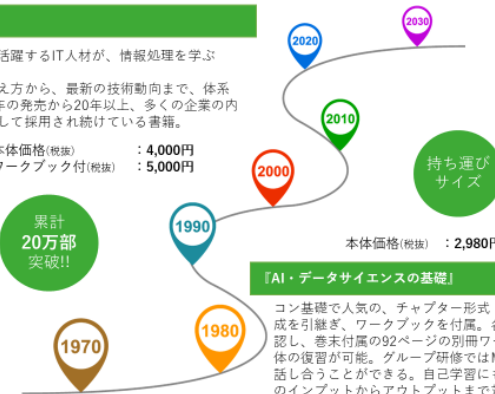 活躍するIT人材が、情報処理を学ぶ
え方から、最新の技術動向まで、体系
年の発売から20年以上、多くの企業の内
して採用され続けている書籍。
本体価格(税抜) ：4,000円
ワークブック付(税抜) ：5,000円
2030
2020
2010
2000
1990
1980
1970
累計
20万部
突破!!
持ち運び
サイズ
本体価格(税抜) ：2,980円
『AI・データサイエンスの基礎』
コン基礎で人気の、チャプター形式
成を引継ぎ、ワークブックを付属。各
認し、巻末付属の92ページの別冊ワー
体の復習が可能。グループ研修では
話し合うことができる。自己学習にも
のインプットからアウトプットまで